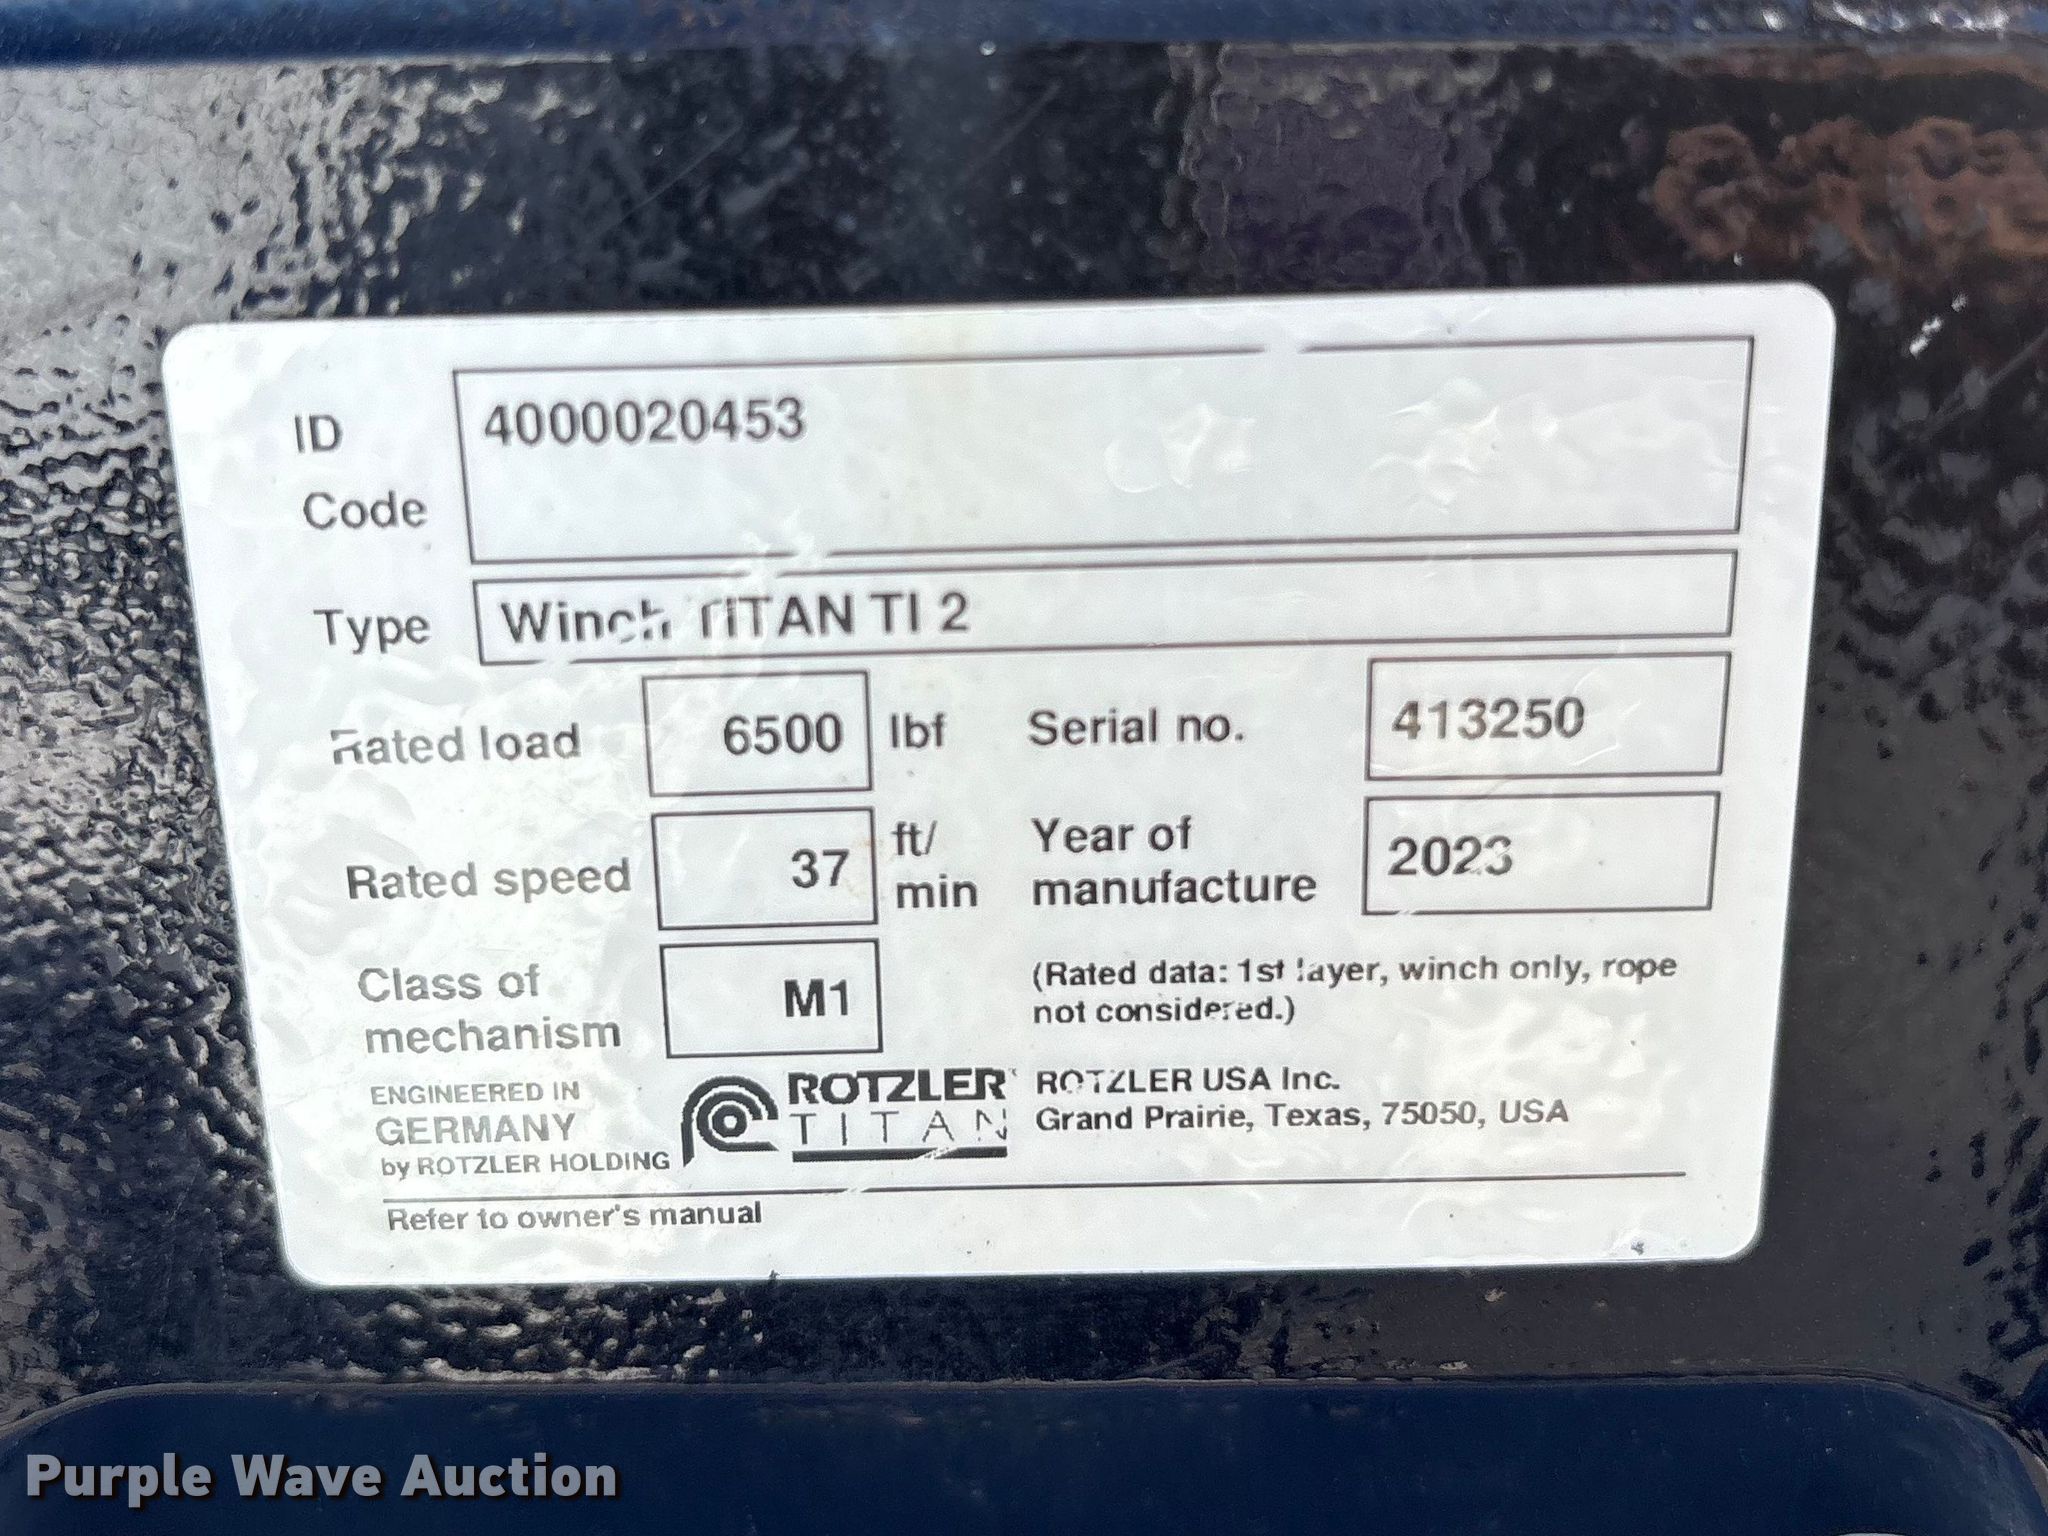 ID
Code
4000020453
Type
Winch TITAN TI 2
Rated load
6500
lbf
Serial no.
413250
Rated speed
37
ft/
min
Year of
manufacture
2023
Class of
mechanism
M1
(Rated data: 1st layer, winch only, rope
not considered.)
ENGINEERED IN
GERMANY
by ROTZLER HOLDING
ROTZLER
TITAN
ROTZLER USA Inc.
Grand Prairie, Texas, 75050, USA
Refer to owner's manual
Purple Wave Auction